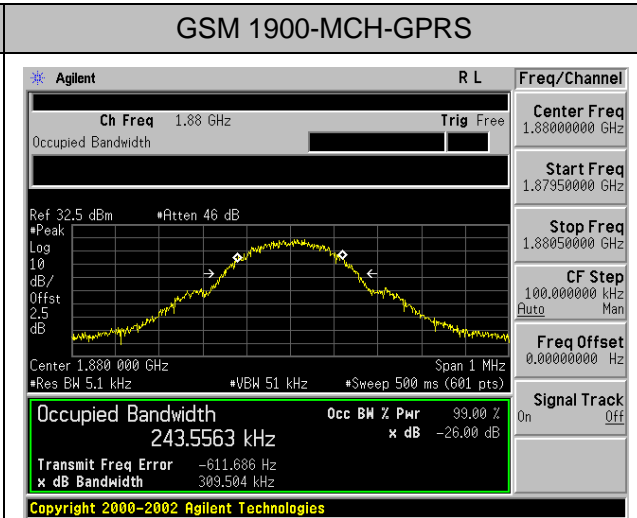 GSM 1900-MCH-GPRS
Agilent R L Freq/Channel
Ch Freq 1.88 GHz Trig Free
Occupied Bandwidth
Center Freq
1.88000000 GHz
Start Freq
1.87950000 GHz
Stop Freq
1.88050000 GHz
CF Step
100.000000 kHz
Auto Man
Freq Offset
0.00000000 Hz
Signal Track
On Off
Ref 32.5 dBm #Atten 46 dB
#Peak
Log
10
dB/
Offst
2.5
dB
Center 1.880 000 GHz Span 1 MHz
#Res BW 5.1 kHz #VBW 51 kHz #Sweep 500 ms (601 pts)
Occupied Bandwidth Occ BW % Pwr 99.00 %
243.5563 kHz x dB -26.00 dB
Transmit Freq Error -611.686 Hz
x dB Bandwidth 309.504 kHz
Copyright 2000-2002 Agilent Technologies